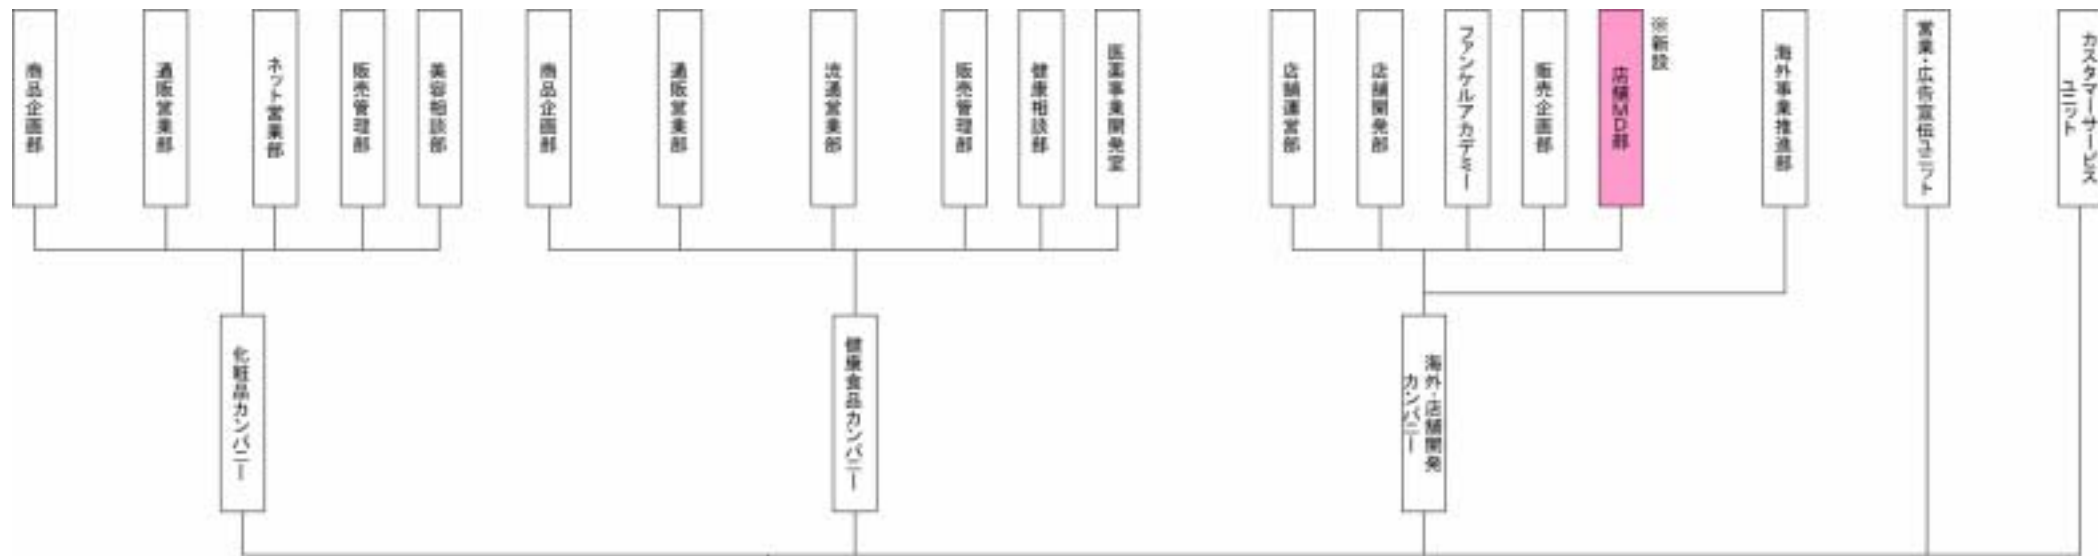 商品企画部
通販営業部
ネット営業部
販売管理部
美容相談部
商品企画部
通販営業部
流通営業部
販売管理部
健康相談部
医薬事業開発室
店舗運営部
店舗開発部
ファンケルアカデミー
販売企画部
店舗MD部
※新設
海外事業推進部
営業・広告宣伝ユニット
カスタマーサービス
ユニット
化粧品カンパニー
健康食品カンパニー
海外・店舗開発
カンパニー